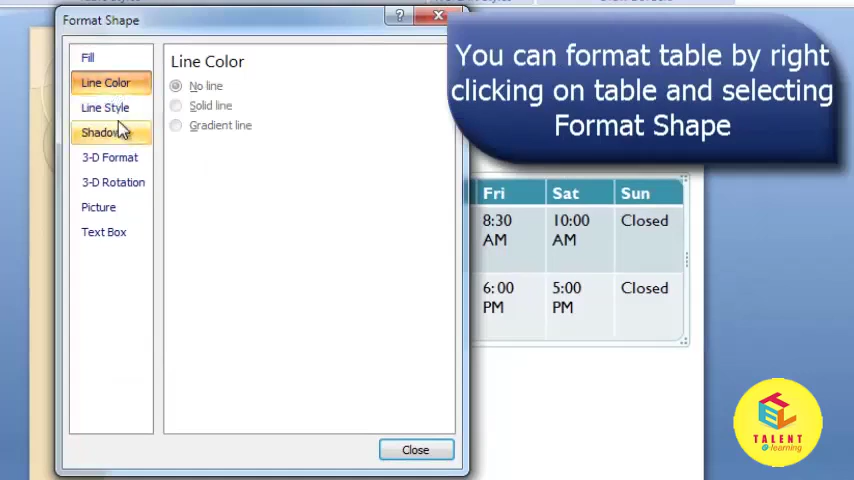 Format Shape
?
Fill
Line Color
Line Style
Shadow
3-D Format
3-D Rotation
Picture
Text Box
Line Color
No line
Solid line
Gradient line
Close
You can format table by right
clicking on table and selecting
Format Shape
Fri Sat Sun
8:30 10:00 Closed
AM AM
6:00 5:00 Closed
PM PM
TEL
TALENT
e learning